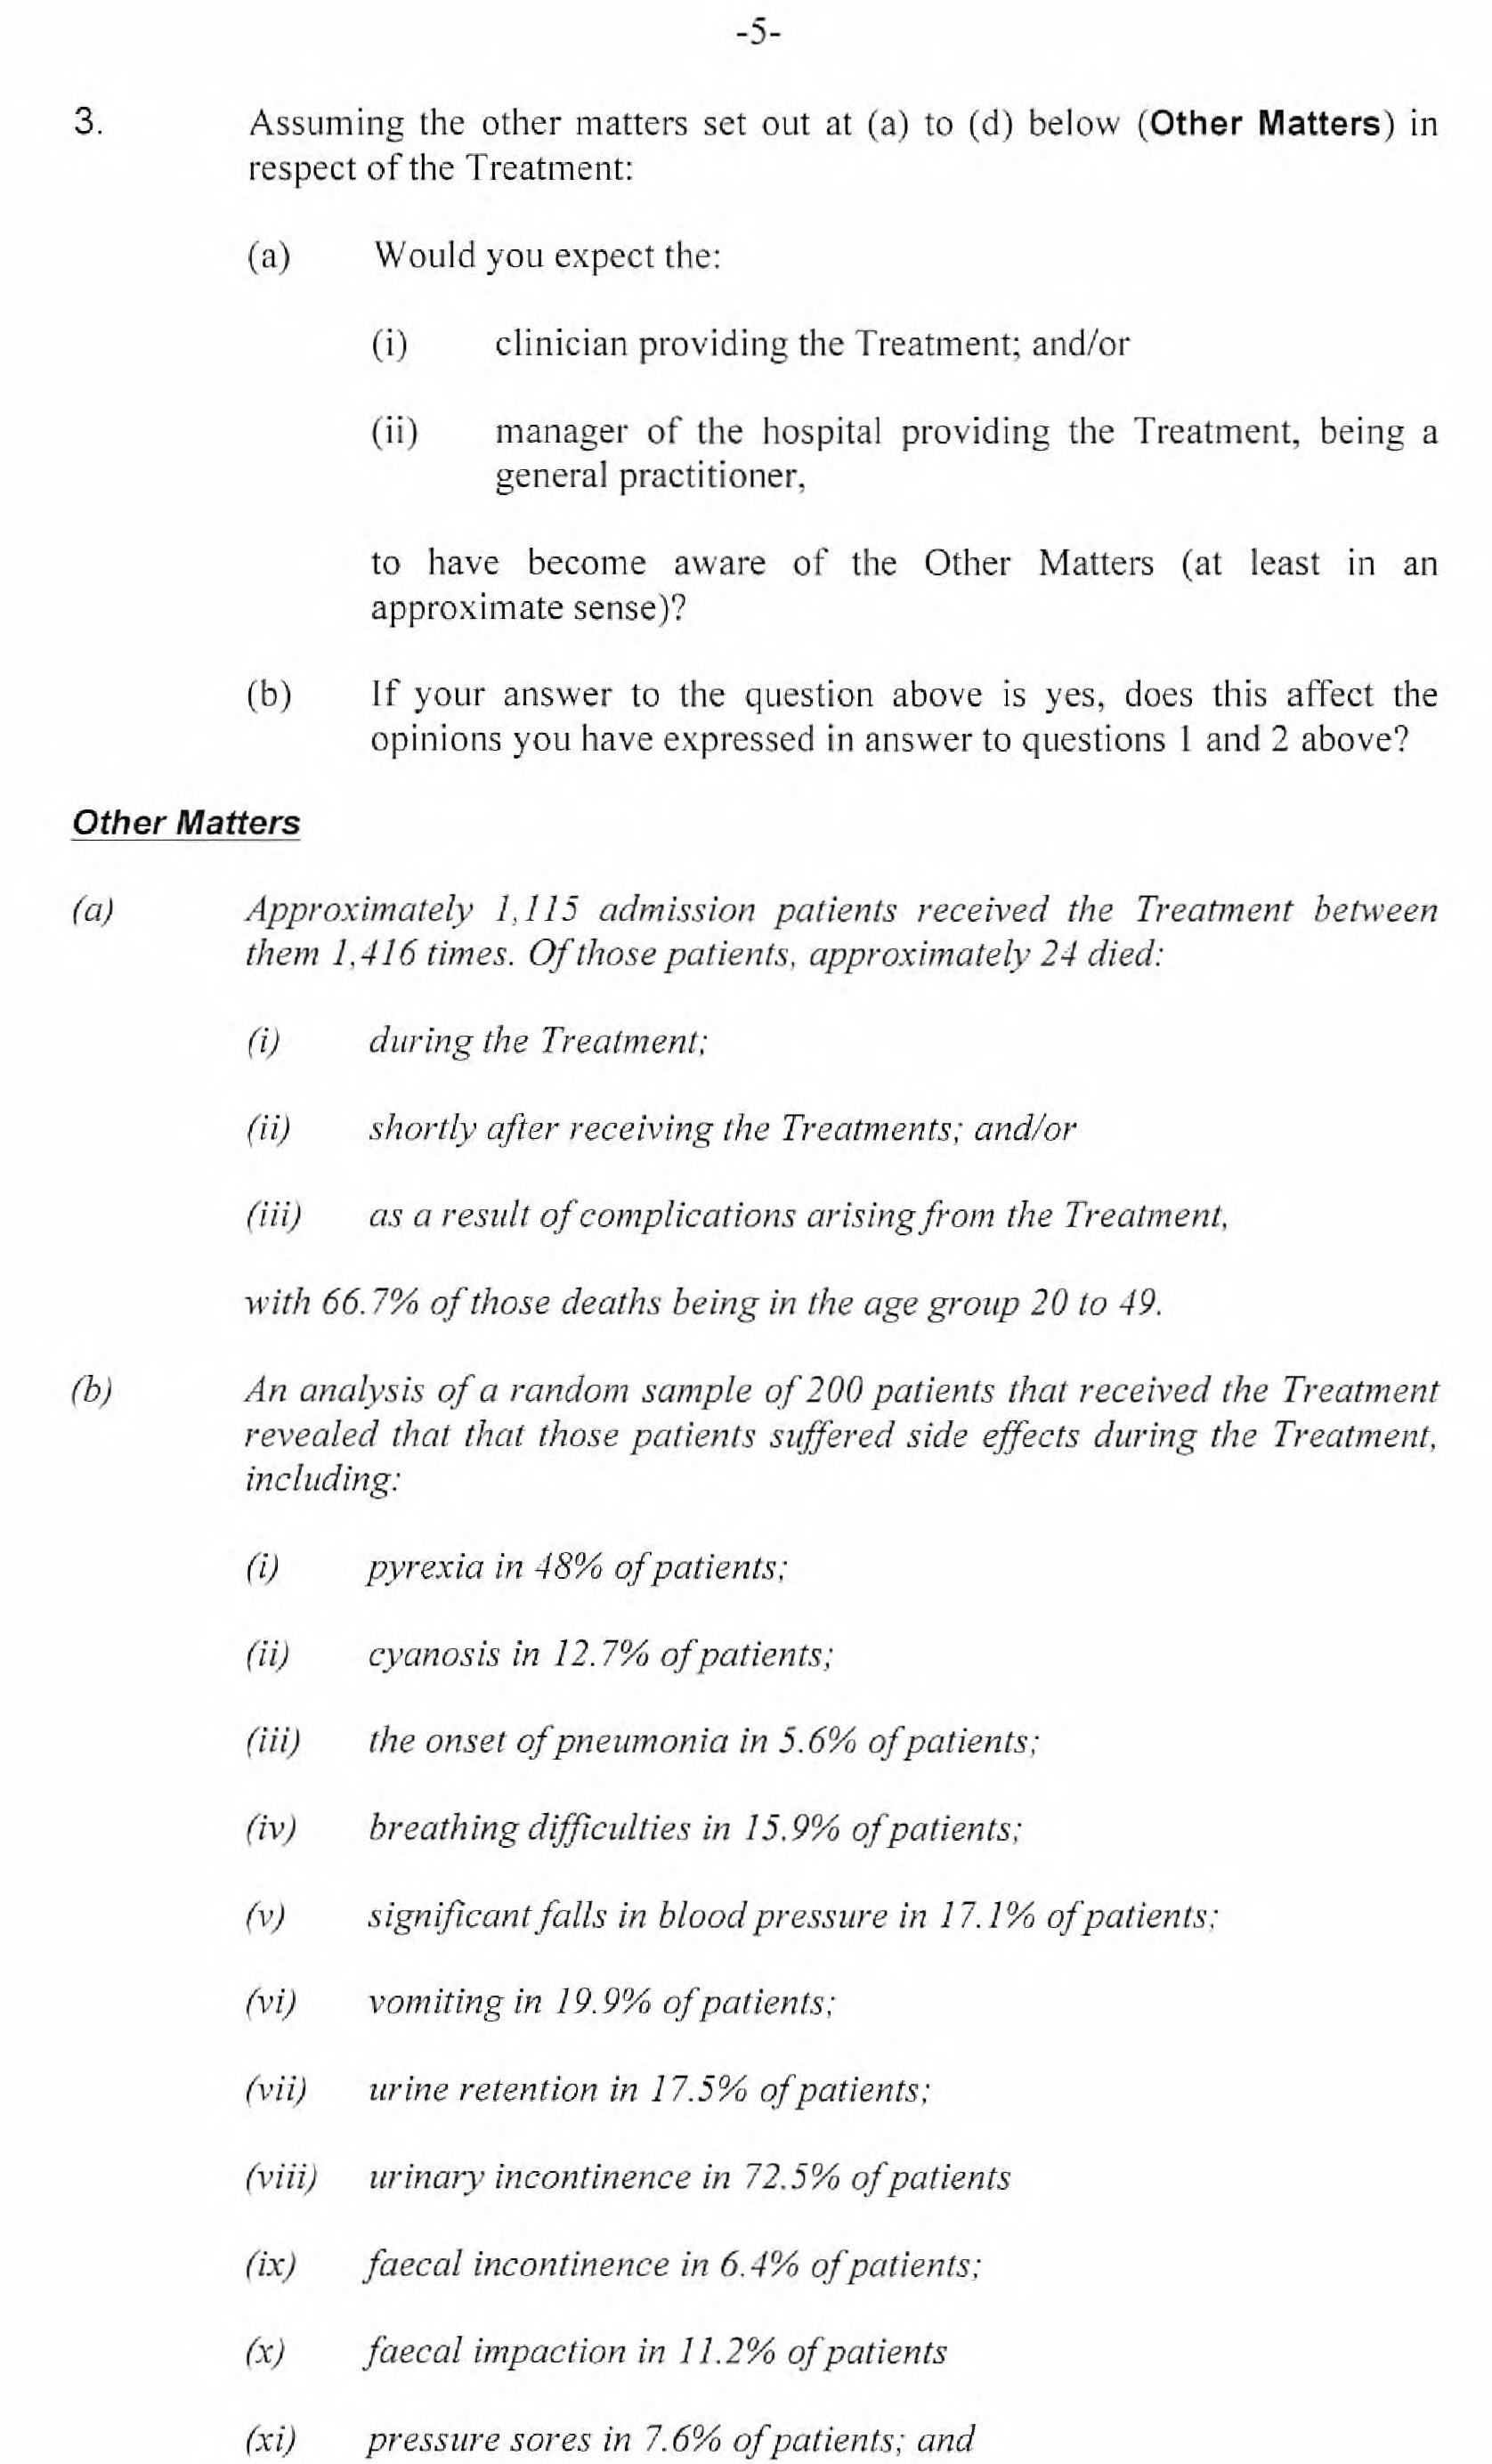 -5-
3. Assuming the other matters set out at (a) to (d) below (Other Matters) in
respect of the Treatment:
(a) Would you expect the:
(i) clinician providing the Treatment; and/or
(ii) manager of the hospital providing the Treatment, being a
general practitioner,
to have become aware of the Other Matters (at least in an
approximate sense)?
(b) If your answer to the question above is yes, does this affect the
opinions you have expressed in answer to questions 1 and 2 above?
Other Matters
(a) Approximately 1,115 admission patients received the Treatment between
them 1,416 times. Of those patients, approximately 24 died:
(i) during the Treatment;
(ii) shortly after receiving the Treatments; and/or
(iii) as a result of complications arising from the Treatment,
with 66.7% of those deaths being in the age group 20 to 49.
(b) An analysis of a random sample of 200 patients that received the Treatment
revealed that that those patients suffered side effects during the Treatment,
including:
(i) pyrexia in 48% of patients;
(ii) cyanosis in 12.7% of patients;
(iii) the onset of pneumonia in 5.6% of patients;
(iv) breathing difficulties in 15.9% of patients;
(v) significant falls in blood pressure in 17.1% of patients;
(vi) vomiting in 19.9% of patients;
(vii) urine retention in 17.5% of patients;
(viii) urinary incontinence in 72.5% of patients
(ix) faecal incontinence in 6.4% of patients;
(x) faecal impaction in 11.2% of patients
(xi) pressure sores in 7.6% of patients; and